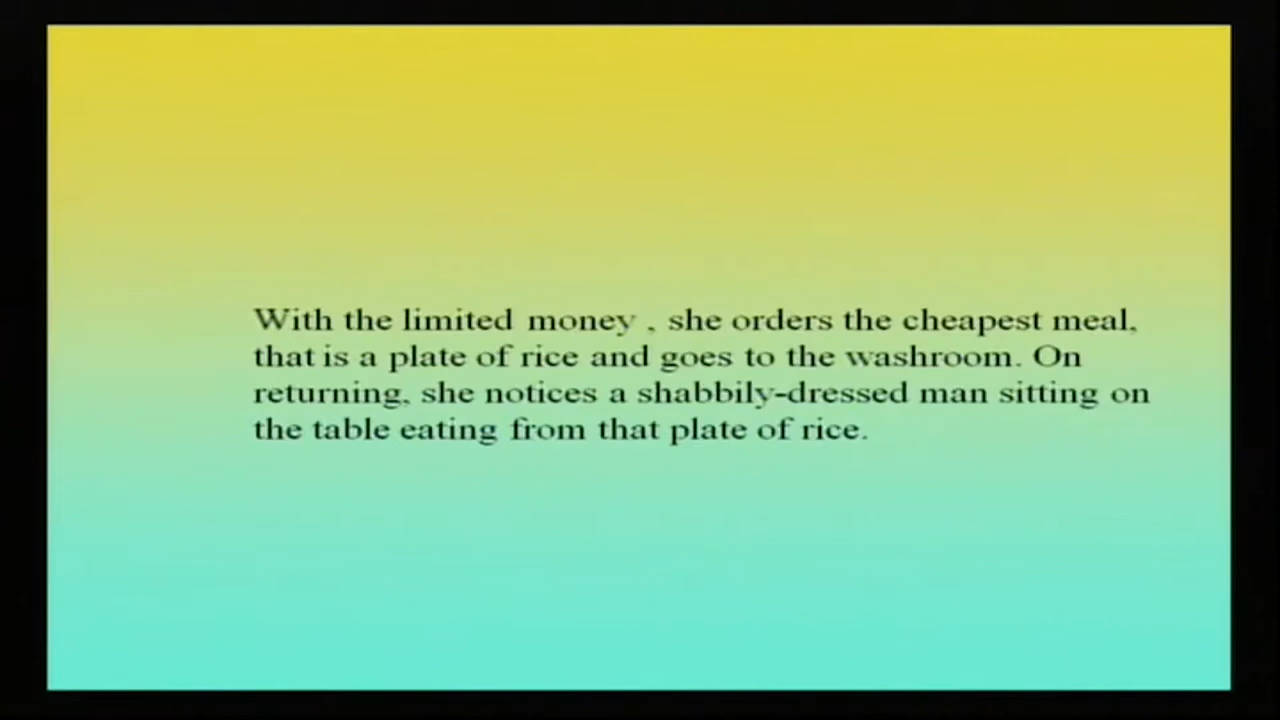 With the limited money , she orders the cheapest meal,
that is a plate of rice and goes to the washroom. On
returning, she notices a shabbily-dressed man sitting on
the table eating from that plate of rice.